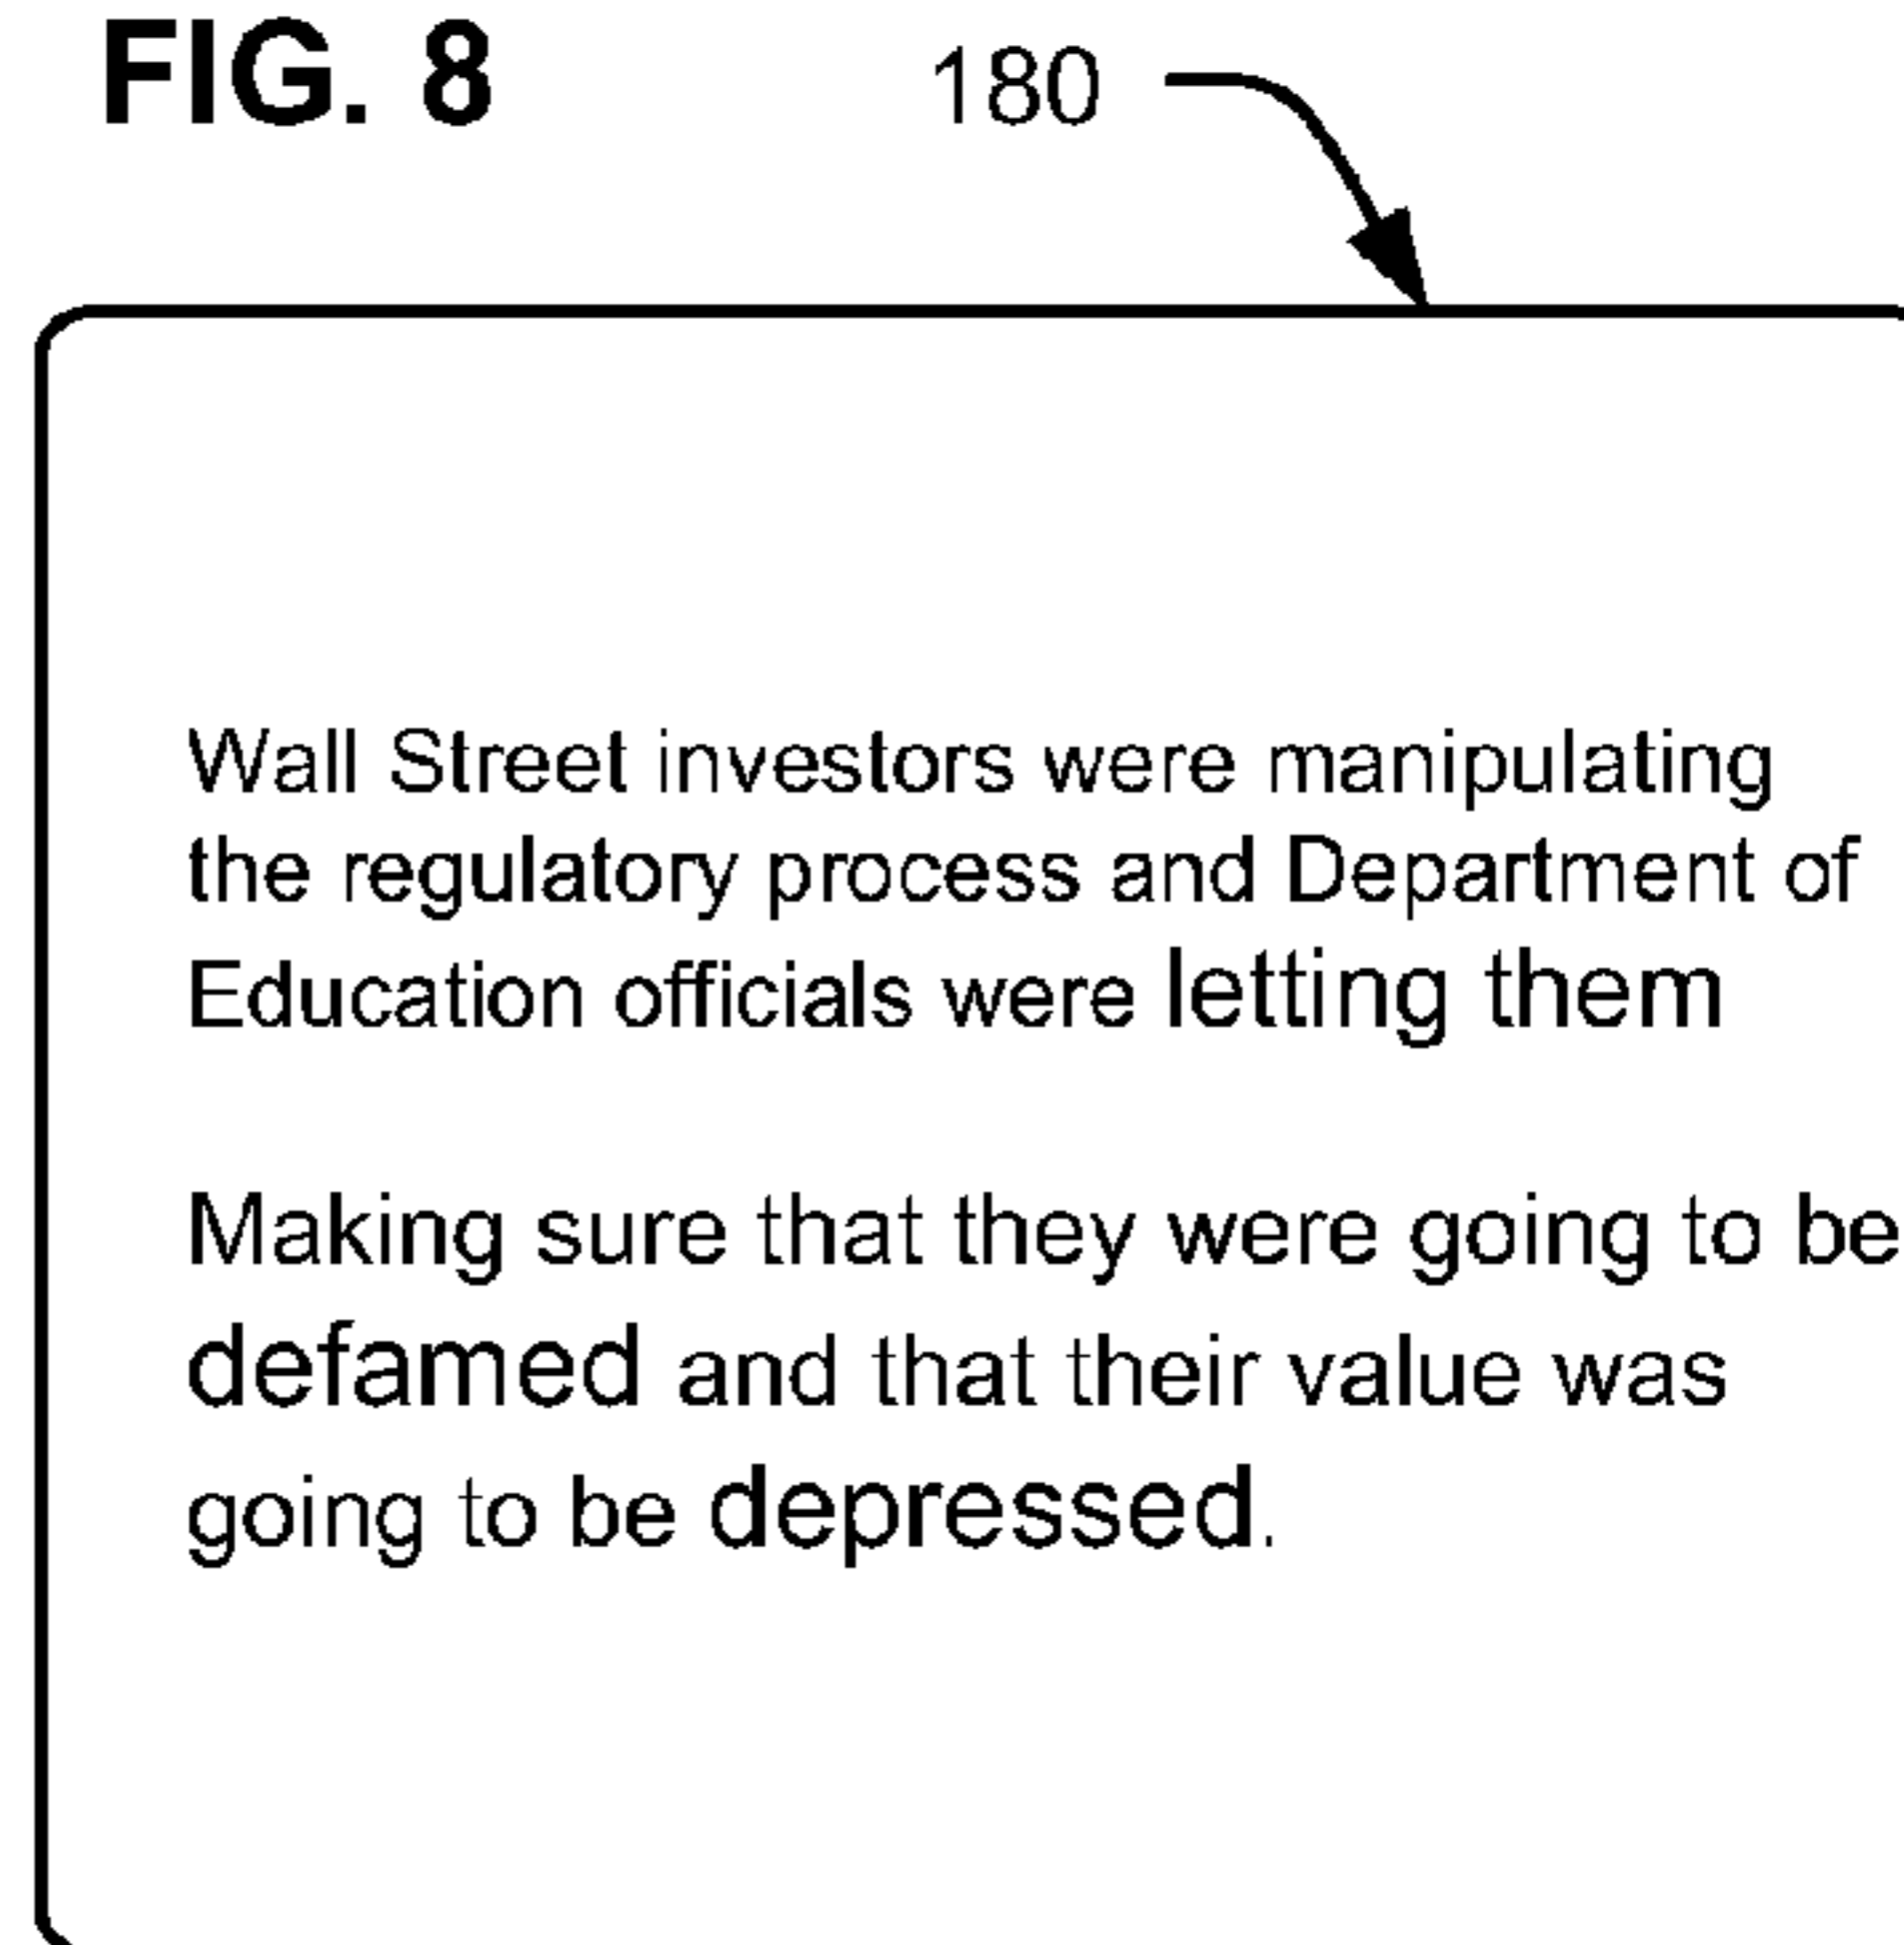 FIG. 8
180
Wall Street investors were manipulating
the regulatory process and Department of
Education officials were letting them
Making sure that they were going to be
defamed and that their value was
going to be depressed.